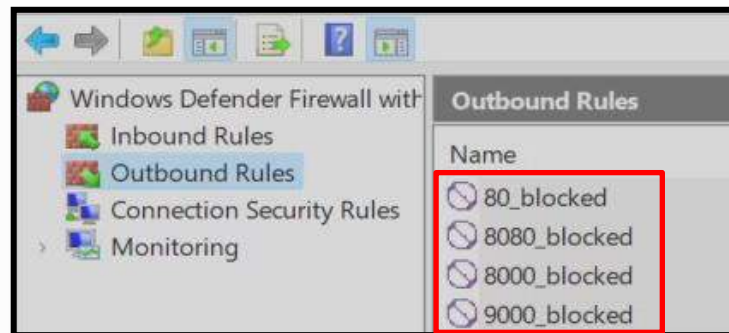 Windows Defender Firewall with
Inbound Rules
Outbound Rules
Connection Security Rules
Monitoring
Outbound Rules
Name
80_blocked
8080_blocked
8000_blocked
9000_blocked